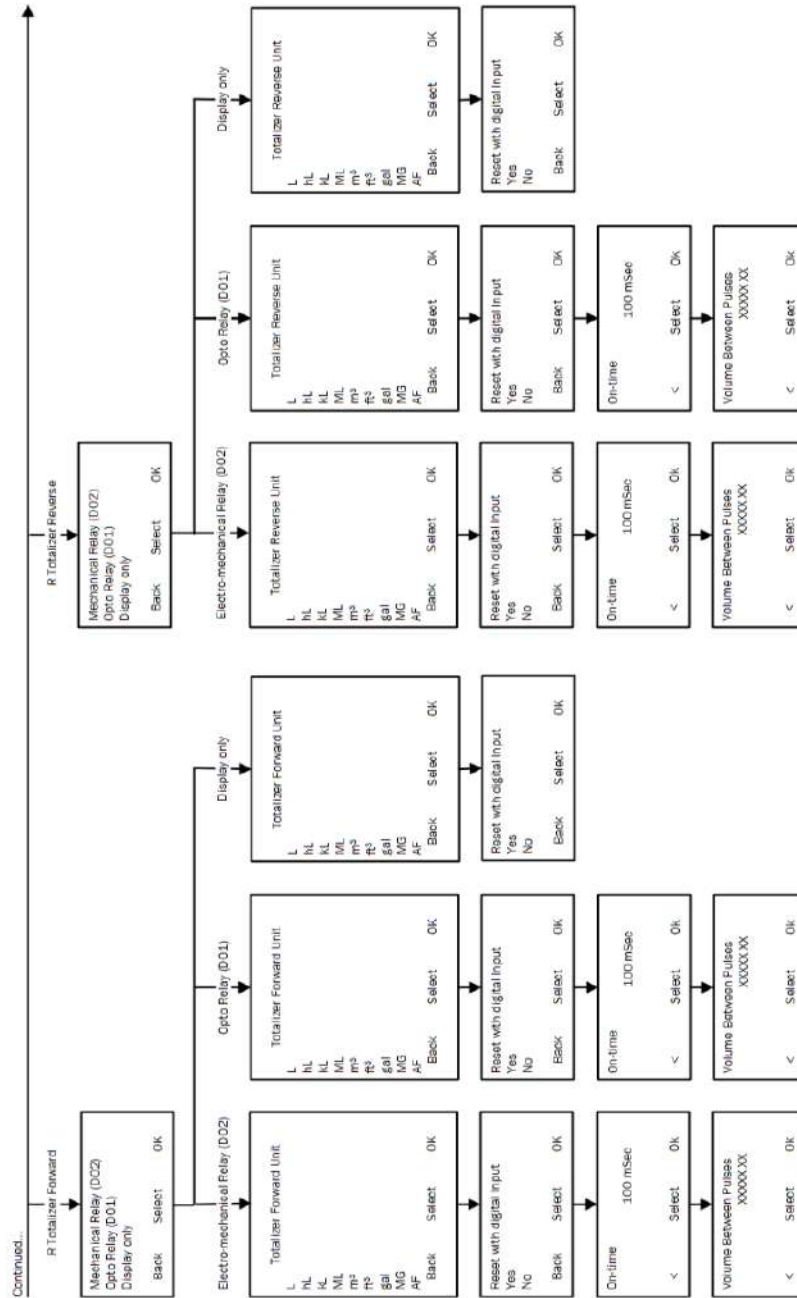 Continued...
R Totalizer Forward
Mechanical Relay (DO2)
Opto Relay (DO1)
Display only
Back Select OK
Electro-mechanical Relay (DO2)
Totalizer Forward Unit
L
hL
kL
ML
m³
ft³
gal
MG
AF
Back Select OK
Reset with digital input
Yes
No
Back Select OK
On-time
100 mSec
< Select Ok
Volume Between Pulses
XXXXX.XX
< Select Ok
Opto Relay (DO1)
Totalizer Forward Unit
L
hL
kL
ML
m³
ft³
gal
MG
AF
Back Select OK
Reset with digital input
Yes
No
Back Select OK
On-time
100 mSec
< Select Ok
Volume Between Pulses
XXXXX.XX
< Select Ok
Display only
Totalizer Forward Unit
L
hL
kL
ML
m³
ft³
gal
MG
AF
Back Select OK
Reset with digital input
Yes
No
Back Select OK
R Totalizer Reverse
Mechanical Relay (DO2)
Opto Relay (DO1)
Display only
Back Select OK
Electro-mechanical Relay (DO2)
Totalizer Reverse Unit
L
hL
kL
ML
m³
ft³
gal
MG
AF
Back Select OK
Reset with digital input
Yes
No
Back Select OK
On-time
100 mSec
< Select Ok
Volume Between Pulses
XXXXX.XX
< Select Ok
Opto Relay (DO1)
Totalizer Reverse Unit
L
hL
kL
ML
m³
ft³
gal
MG
AF
Back Select OK
Reset with digital input
Yes
No
Back Select OK
On-time
100 mSec
< Select OK
Volume Between Pulses
XXXXX.XX
< Select OK
Display only
Totalizer Reverse Unit
L
hL
kL
ML
m³
ft³
gal
MG
AF
Back Select OK
Reset with digital input
Yes
No
Back Select OK